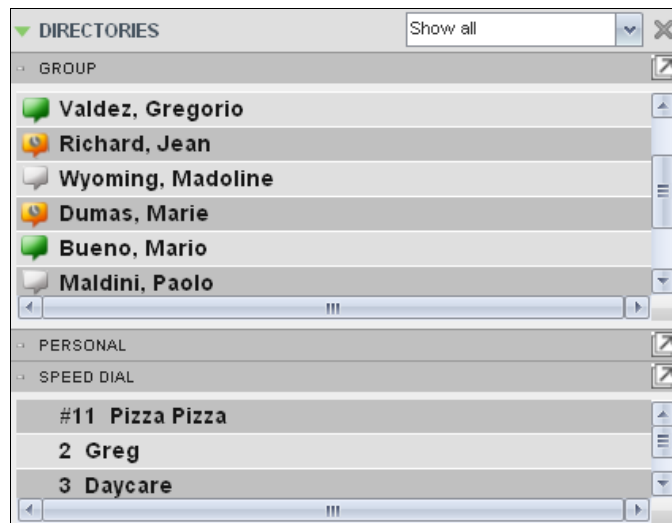 DIRECTORIES Show all
GROUP
Valdez, Gregorio
Richard, Jean
Wyoming, Madoline
Dumas, Marie
Bueno, Mario
Maldini, Paolo
PERSONAL
SPEED DIAL
#11 Pizza Pizza
2 Greg
3 Daycare